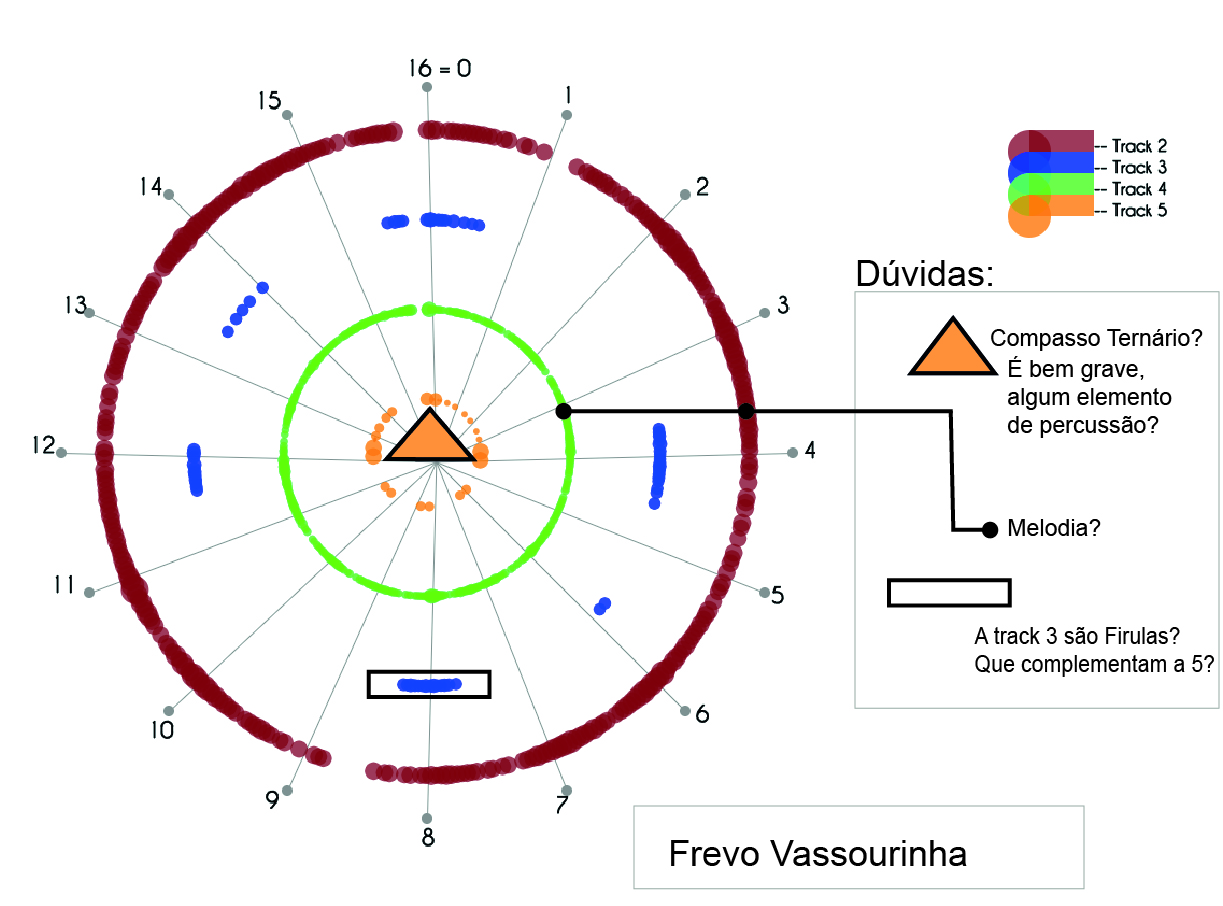 16 = 0
1
2
3
4
5
6
7
8
9
10
11
12
13
14
15
-- Track 2
-- Track 3
-- Track 4
-- Track 5
Dúvidas:
Compasso Ternário?
É bem grave,
algum elemento
de percussão?
Melodia?
A track 3 são Firulas?
Que complementam a 5?
Frevo Vassourinha